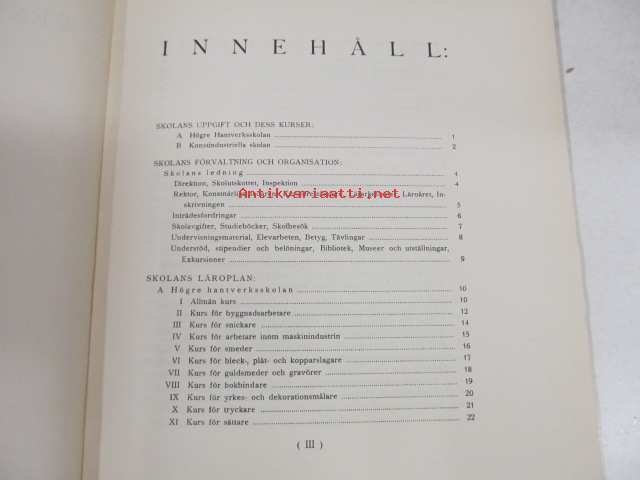 INNEHÅLL:
SKOLANS UPPGIFT OCH DESS KURSER:
A Högre Hantverksskolan 1
B Konstindustriella skolan 2
SKOLANS FÖRVALTNING OCH ORGANISATION:
Skolans ledning 4
Direktion, Skolutskottet, Inspektion 4
Antikvariaatti.net
Rektor, Lärokret, In-
skrivningen 5
Inträdesfordringar 6
Skolavgifter, Studieböcker, Skolbesök 7
Undervisningsmaterial, Elevarbeten, Betyg, Tävlingar 8
Understöd, stipendier och belöningar, Bibliotek, Museer och utställningar,
Exkursioner 9
SKOLANS LÄROPLAN:
A Högre hantverksskolan 10
I Allmän kurs 10
II Kurs för byggnadsarbetare 12
III Kurs för snickare 14
IV Kurs för arbetare inom maskinindustrin 15
V Kurs för smeder 16
VI Kurs för bleck-, plåt- och kopparslagare 17
VII Kurs för guldsmeder och gravörer 18
VIII Kurs för bokbindare 19
IX Kurs för yrkes- och dekorationsmålare 20
X Kurs för tryckare 21
XI Kurs för sättare 22
( III )